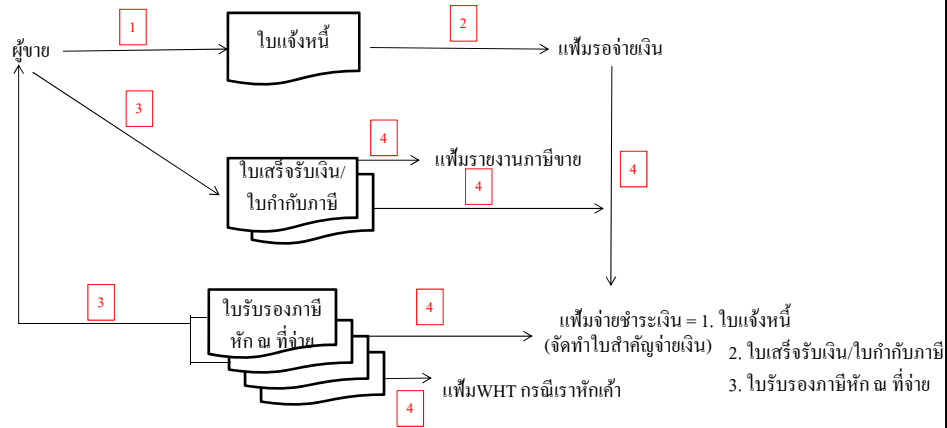 1
2
ผู้ขาย
ใบแจ้งหนี้
แฟ้มรอจ่ายเงิน
3
4
แฟ้มรายงานภาษีขาย
ใบเสร็จรับเงิน/
ใบกำกับภาษี
4
4
3
ใบรับรองภาษี
หัก ณ ที่จ่าย
4
แฟ้มจ่ายชำระเงิน = 1. ใบแจ้งหนี้
(จัดทำใบสำคัญจ่ายเงิน)
2. ใบเสร็จรับเงิน/ใบกำกับภาษี
3. ใบรับรองภาษีหัก ณ ที่จ่าย
แฟ้มWHT กรณีเราหักเค้า
4